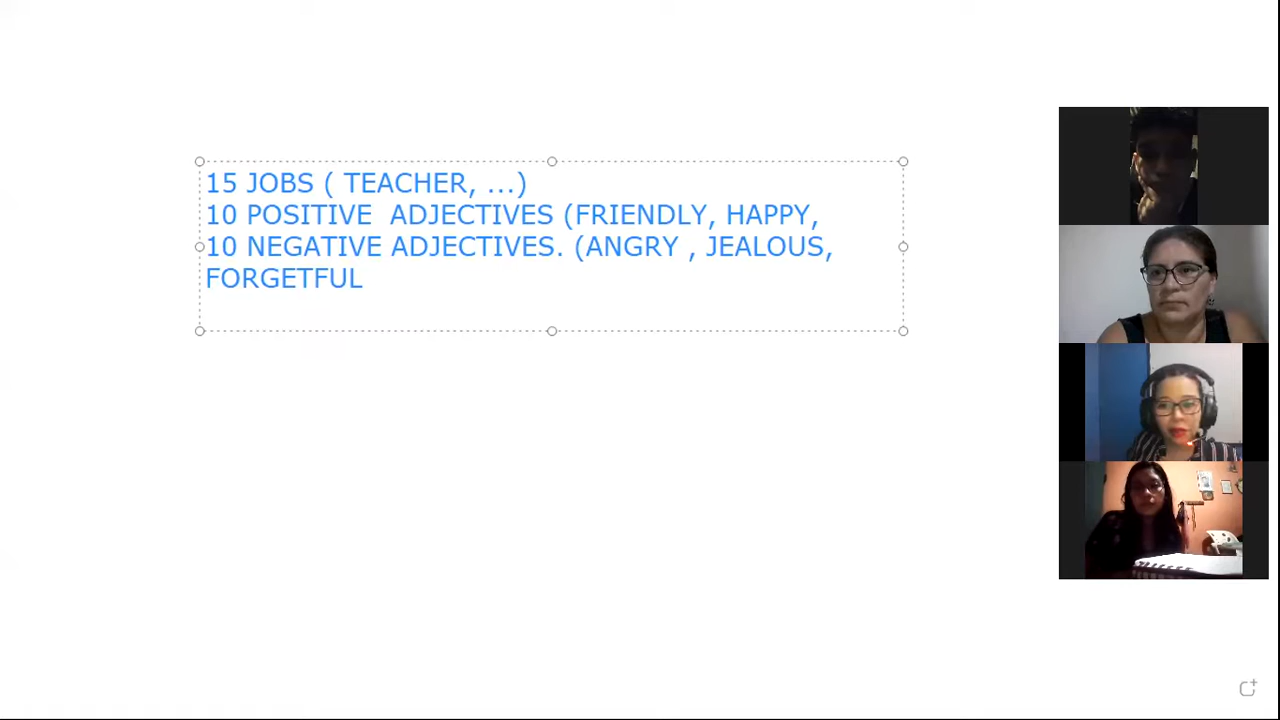 15 JOBS ( TEACHER, ...)
10 POSITIVE  ADJECTIVES (FRIENDLY, HAPPY,
10 NEGATIVE ADJECTIVES. (ANGRY , JEALOUS,
FORGETFUL